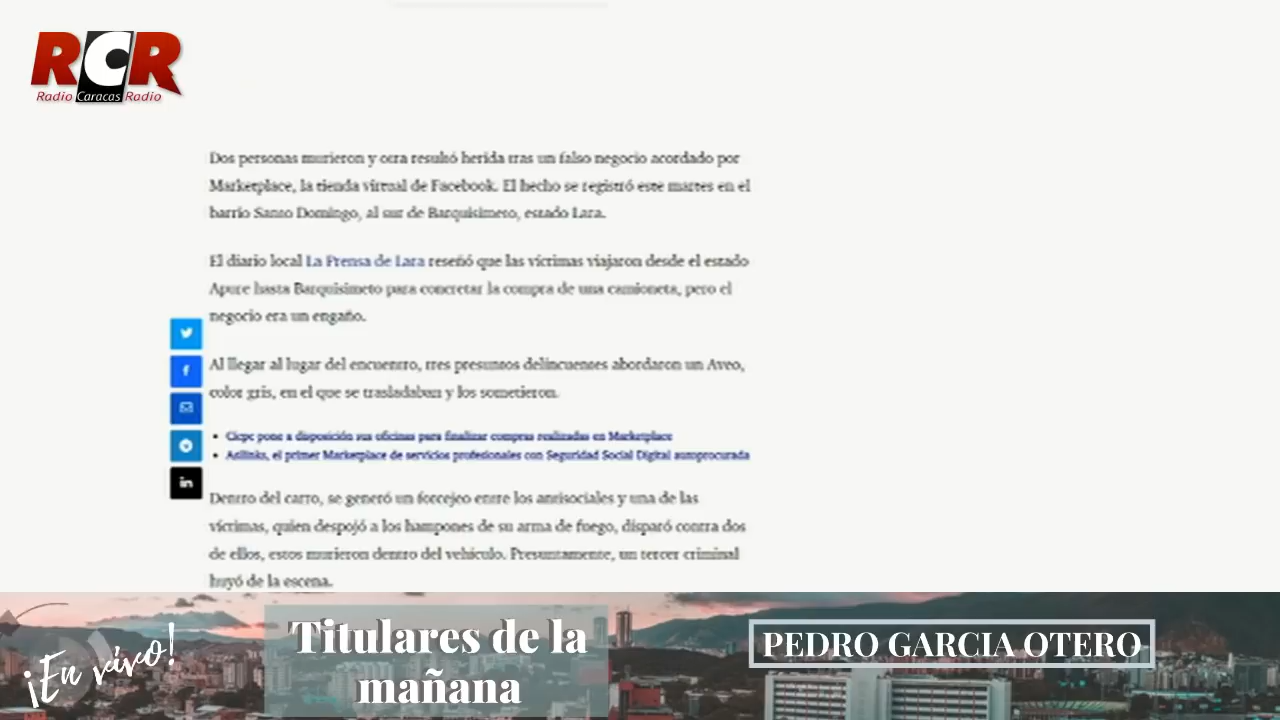 RCR
Radio Caracas Radio
Dos personas murieron y otra resultó herida tras un falso negocio acordado por
Marketplace, la tienda virtual de Facebook. El hecho se registró este martes en el
barrio Santo Domingo, al sur de Barquisimeto, estado Lara.
El diario local La Prensa de Lara reseñó que las víctimas viajaron desde el estado
Apure hasta Barquisimeto para concretar la compra de una camioneta, pero el
negocio era un engaño.
Al llegar al lugar del encuentro, tres presuntos delincuentes abordaron un Aveo,
color gris, en el que se trasladaban y los sometieron.
• Cicpc pone a disposición sus oficinas para finalizar compras realizadas en Marketplace
• el primer Marketplace de servicios profesionales con Seguridad Social Digital autoprocurada
Dentro del carro, se generó un forcejeo entre los antisociales y una de las
víctimas, quien despojó a los hampones de su arma de fuego, disparó contra dos
de ellos, estos murieron dentro del vehículo. Presuntamente, un tercer criminal
huyó de la escena.
¡En vivo!
Titulares de la
mañana
PEDRO GARCIA OTERO